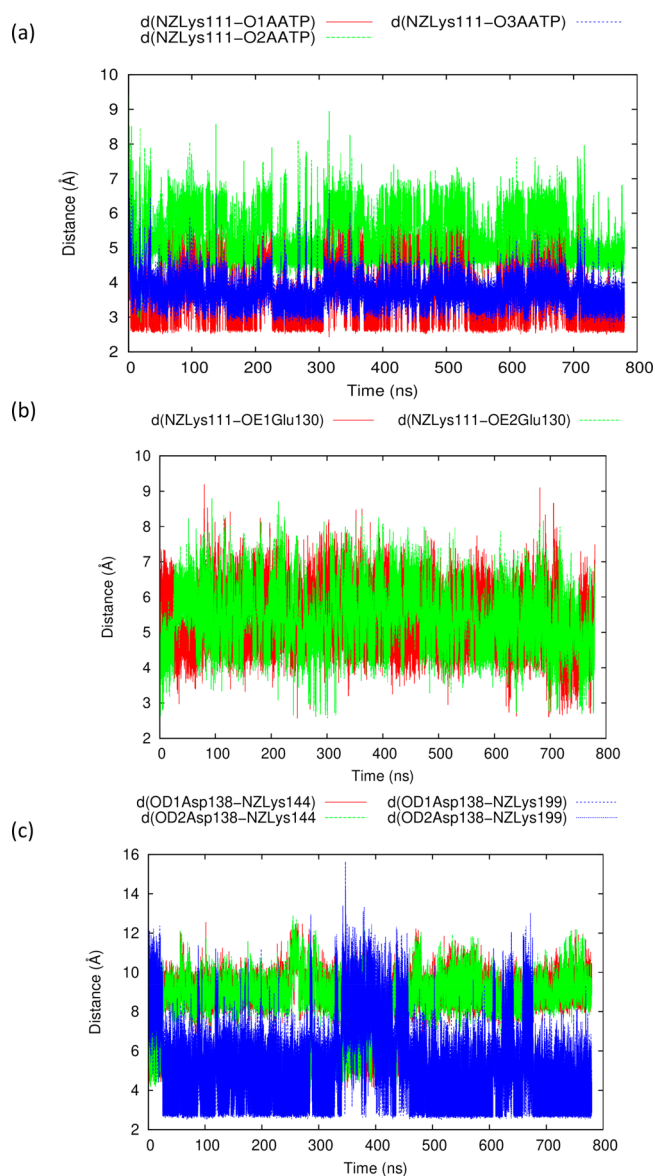 (a)
d(NZLys111−O1AATP)
d(NZLys111−O2AATP)
d(NZLys111−O3AATP)
10
9
8
7
6
5
4
3
2
Distance (Å)
0 100 200 300 400 500 600 700 800
Time (ns)
(b)
d(NZLys111−OE1Glu130)
d(NZLys111−OE2Glu130)
10
9
8
7
6
5
4
3
2
Distance (Å)
0 100 200 300 400 500 600 700 800
Time (ns)
(c)
d(OD1Asp138−NZLys144)
d(OD2Asp138−NZLys144
d(OD1Asp138−NZLys199)
d(OD2Asp138−NZLys199)
16
14
12
10
8
6
4
2
Distance (Å)
0 100 200 300 400 500 600 700 800
Time (ns)